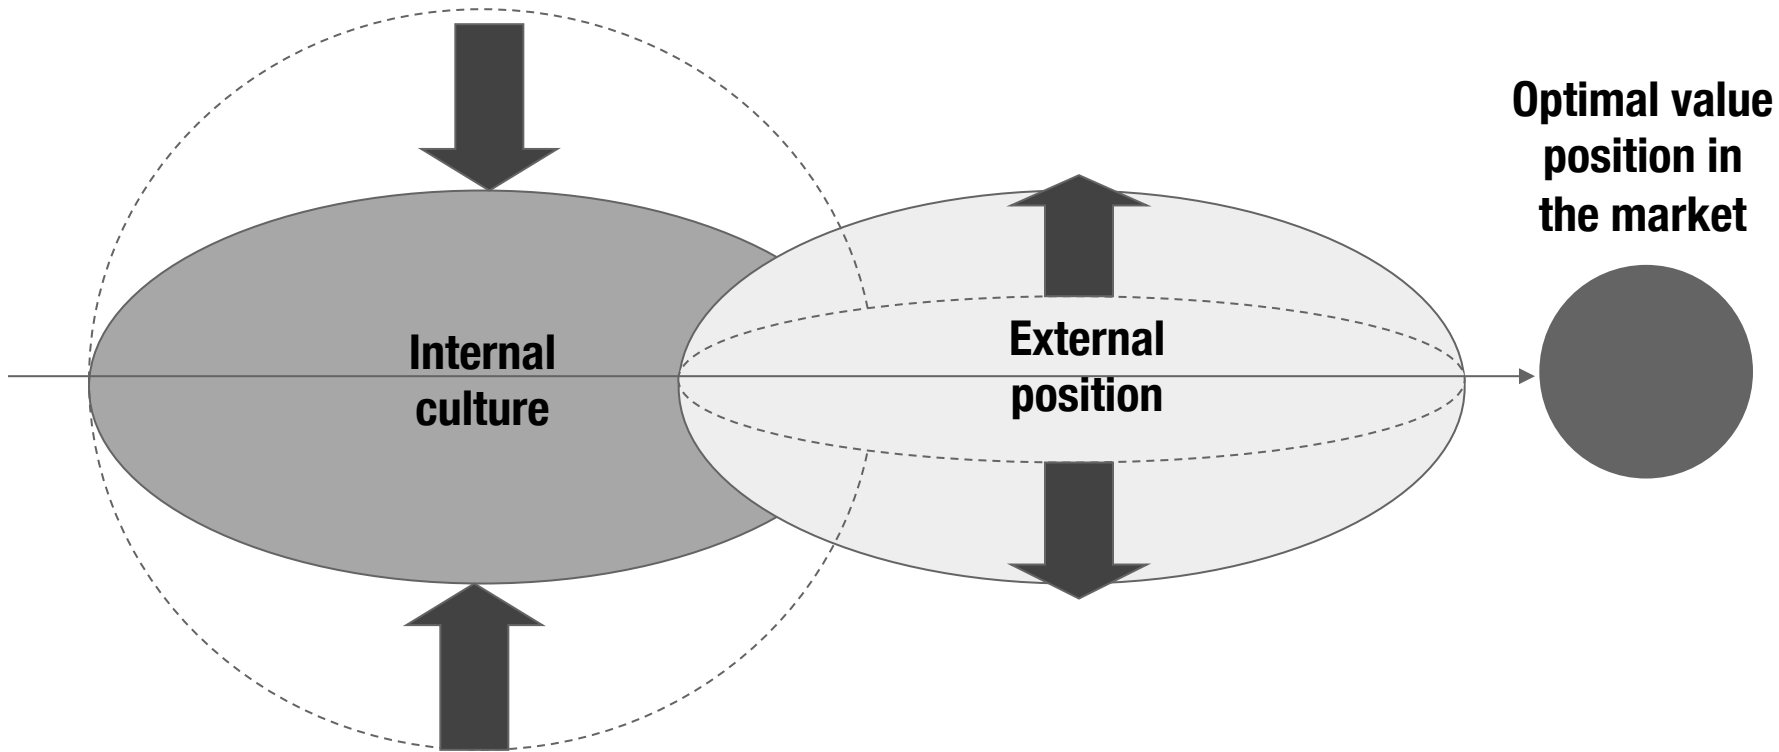 Optimal value
position in
the market
Internal
culture
External
position